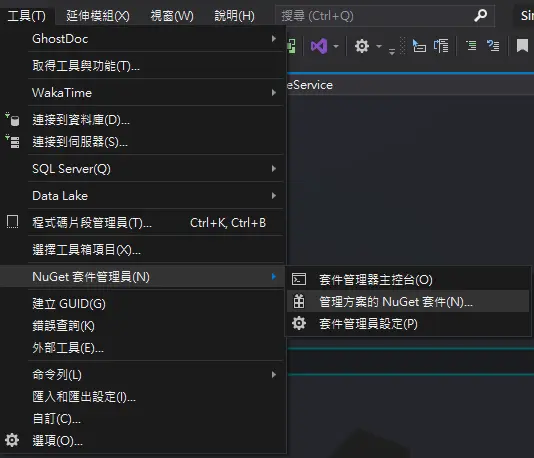 工具(T) 延伸模組(X) 視窗(W) 說明(H) 搜尋 (Ctrl+Q) Sir
GhostDoc
取得工具與功能(T)...
WakaTime
eService
連接到資料庫(D)...
連接到伺服器(S)...
SQL Server(Q)
Data Lake
程式碼片段管理員(T)... Ctrl+K, Ctrl+B
選擇工具箱項目(X)...
NuGet 套件管理員(N)
套件管理器主控台(O)
管理方案的 NuGet 套件(N)...
套件管理員設定(P)
建立 GUID(G)
錯誤查詢(K)
外部工具(E)...
命令列(L)
匯入和匯出設定(I)...
自訂(C)...
選項(O)...